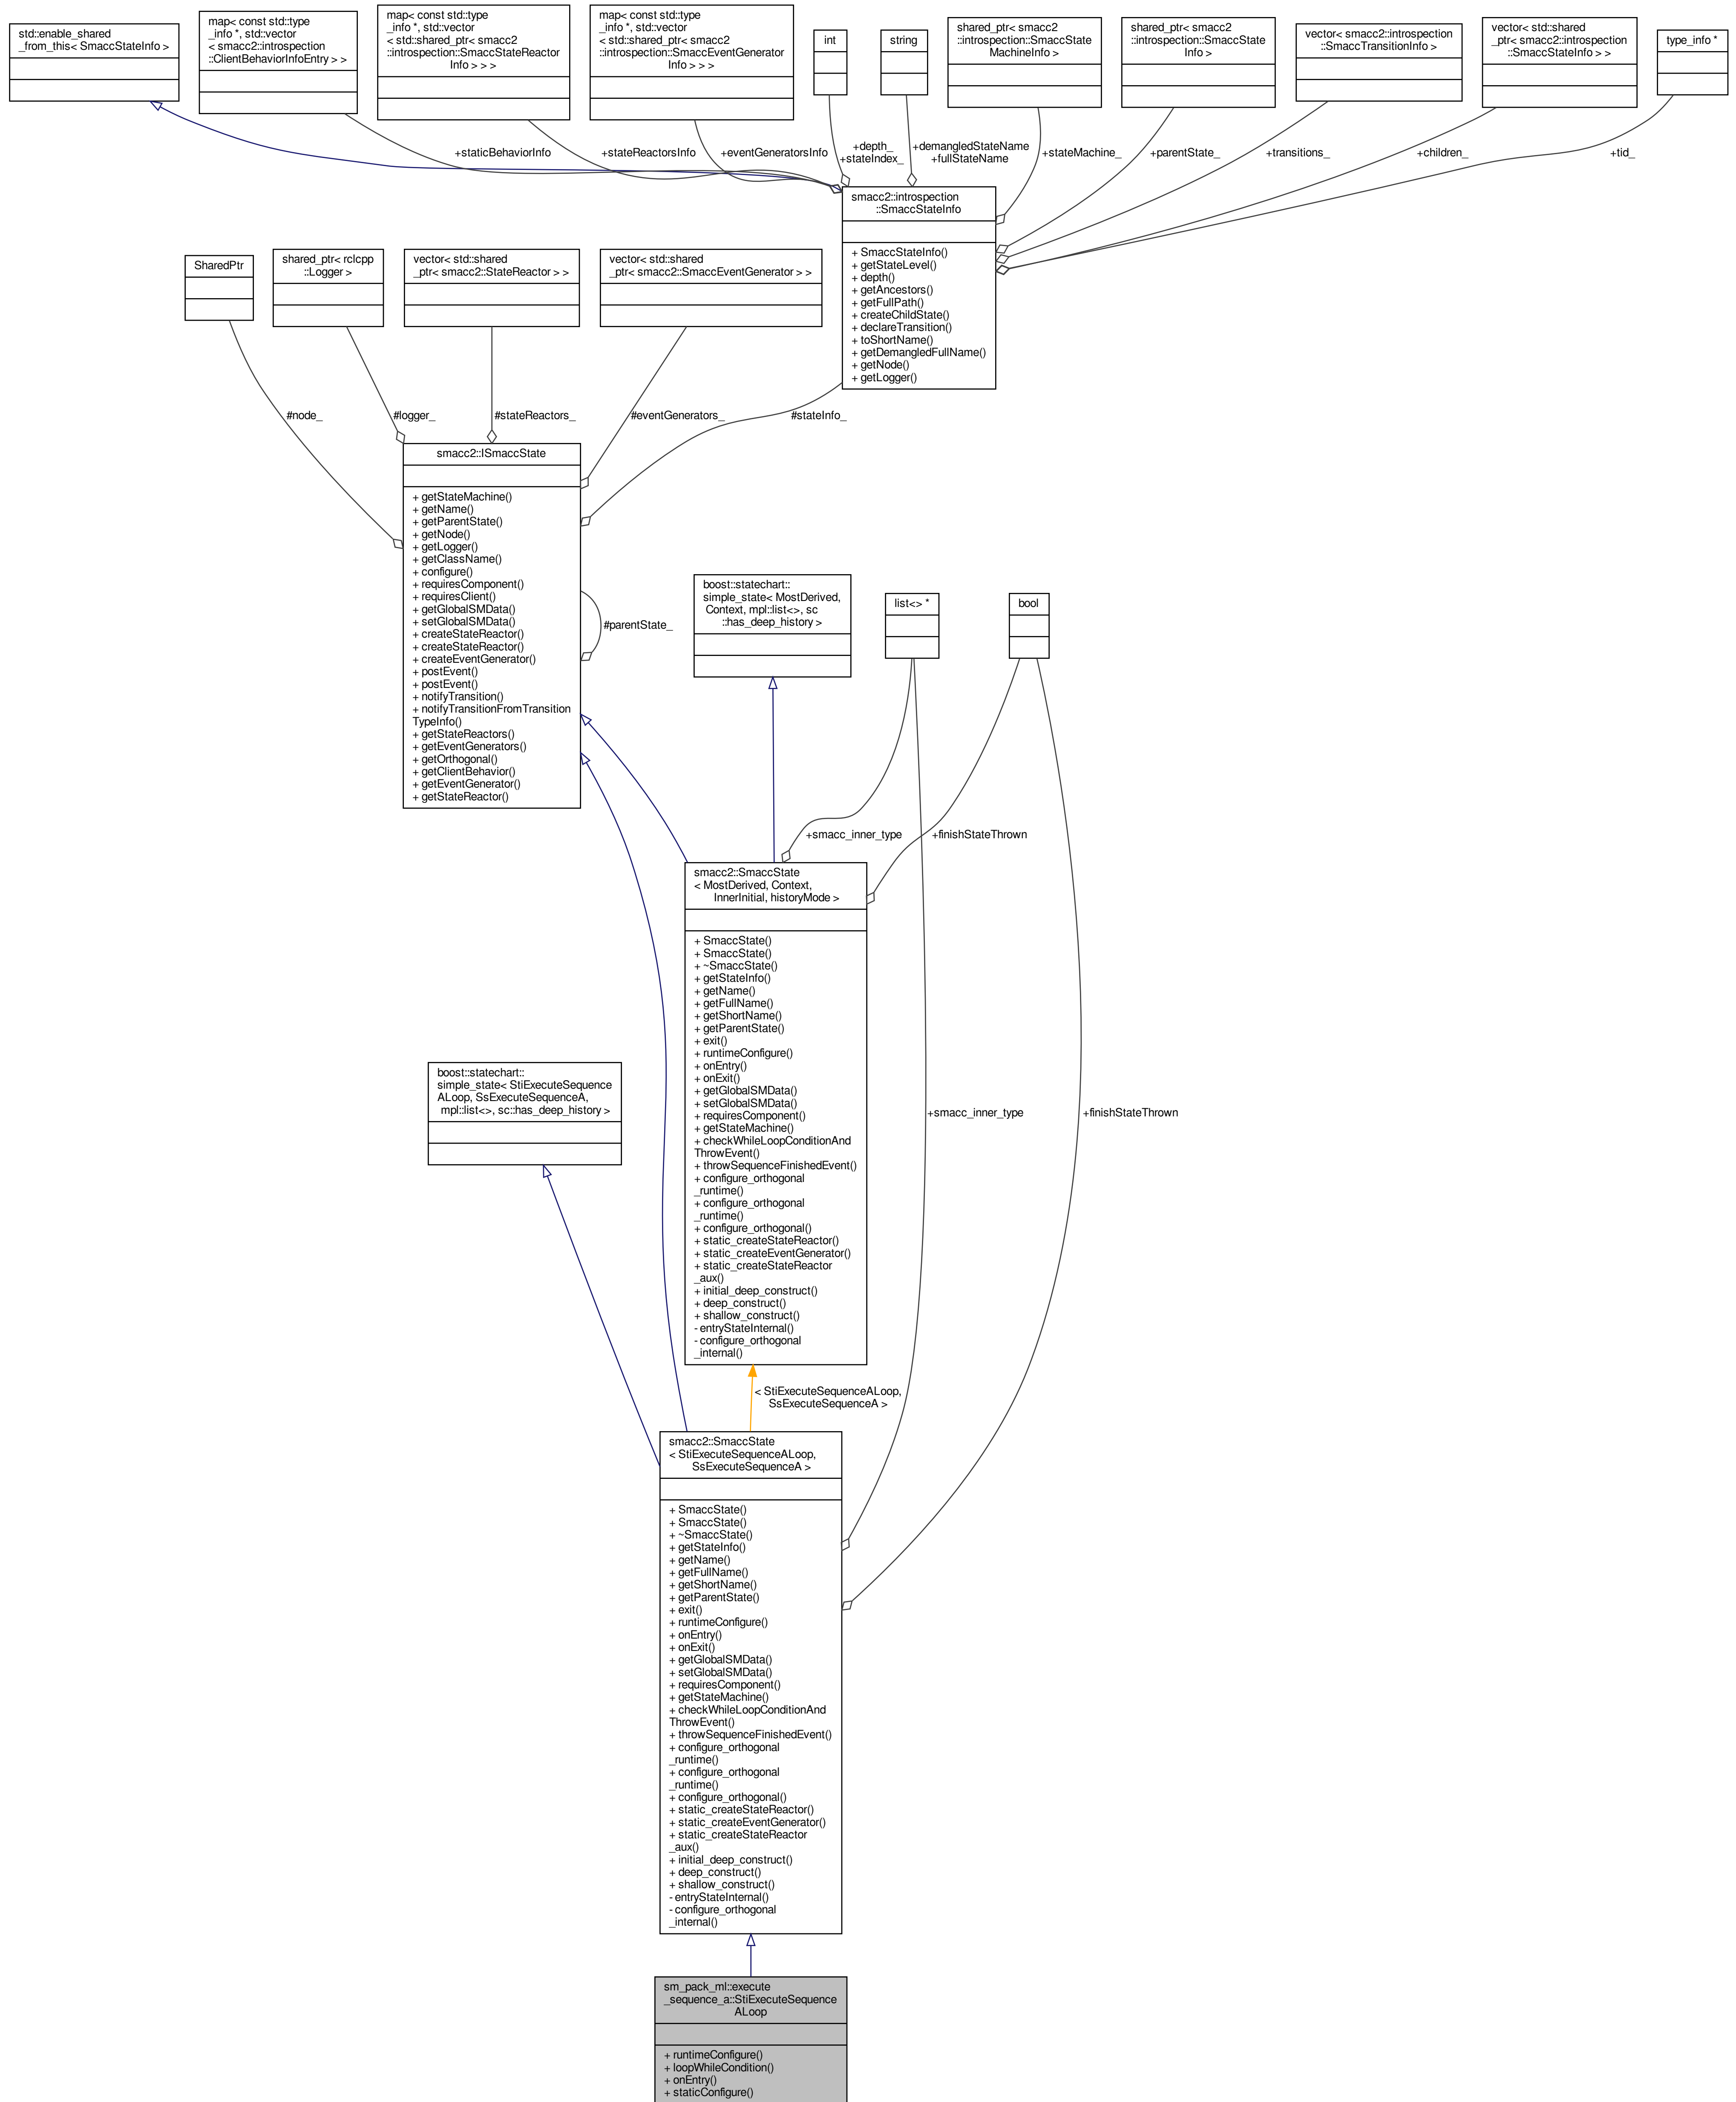 std::enable_shared
_from_this< SmaccStateInfo >
map< const std::type
_info *, std::vector
< smacc2::introspection
::ClientBehaviorInfoEntry > >
map< const std::type
_info *, std::vector
< std::shared_ptr< smacc2
::introspection::SmaccStateReactor
Info > > >
map< const std::type
_info *, std::vector
< std::shared_ptr< smacc2
::introspection::SmaccEventGenerator
Info > > >
int
string
shared_ptr< smacc2
::introspection::SmaccState
MachineInfo >
shared_ptr< smacc2
::introspection::SmaccState
Info >
vector< smacc2::introspection
::SmaccTransitionInfo >
vector< std::shared
_ptr< smacc2::introspection
::SmaccStateInfo > >
type_info *
+staticBehaviorInfo
+stateReactorsInfo
+eventGeneratorsInfo
+depth_
+stateIndex_
+demangledStateName
+fullStateName
+stateMachine_
+parentState_
+transitions_
+children_
+tid_
smacc2::introspection
::SmaccStateInfo
+ SmaccStateInfo()
+ getStateLevel()
+ depth()
+ getAncestors()
+ getFullPath()
+ createChildState()
+ declareTransition()
+ toShortName()
+ getDemangledFullName()
+ getNode()
+ getLogger()
SharedPtr
shared_ptr< rclcpp
::Logger >
vector< std::shared
_ptr< smacc2::StateReactor > >
vector< std::shared
_ptr< smacc2::SmaccEventGenerator > >
#node_
#logger_
#stateReactors_
#eventGenerators_
#stateInfo_
smacc2::ISmaccState
+ getStateMachine()
+ getName()
+ getParentState()
+ getNode()
+ getLogger()
+ getClassName()
+ configure()
+ requiresComponent()
+ requiresClient()
+ getGlobalSMData()
+ setGlobalSMData()
+ createStateReactor()
+ createStateReactor()
+ createEventGenerator()
+ postEvent()
+ postEvent()
+ notifyTransition()
+ notifyTransitionFromTransition
TypeInfo()
+ getStateReactors()
+ getEventGenerators()
+ getOrthogonal()
+ getClientBehavior()
+ getEventGenerator()
+ getStateReactor()
#parentState_
boost::statechart::
simple_state< MostDerived,
Context, mpl::list<>, sc
::has_deep_history >
list<> *
bool
+smacc_inner_type
+finishStateThrown
smacc2::SmaccState
< MostDerived, Context,
InnerInitial, historyMode >
+ SmaccState()
+ SmaccState()
+ ~SmaccState()
+ getStateInfo()
+ getName()
+ getFullName()
+ getShortName()
+ getParentState()
+ exit()
+ runtimeConfigure()
+ onEntry()
+ onExit()
+ getGlobalSMData()
+ setGlobalSMData()
+ requiresComponent()
+ getStateMachine()
+ checkWhileLoopConditionAnd
ThrowEvent()
+ throwSequenceFinishedEvent()
+ configure_orthogonal
_runtime()
+ configure_orthogonal
_runtime()
+ configure_orthogonal()
+ static_createStateReactor()
+ static_createEventGenerator()
+ static_createStateReactor
_aux()
+ initial_deep_construct()
+ deep_construct()
+ shallow_construct()
- entryStateInternal()
- configure_orthogonal
_internal()
boost::statechart::
simple_state< StiExecuteSequence
ALoop, SsExecuteSequenceA,
mpl::list<>, sc::has_deep_history >
+smacc_inner_type
+finishStateThrown
< StiExecuteSequenceALoop,
SsExecuteSequenceA >
smacc2::SmaccState
< StiExecuteSequenceALoop,
SsExecuteSequenceA >
+ SmaccState()
+ SmaccState()
+ ~SmaccState()
+ getStateInfo()
+ getName()
+ getFullName()
+ getShortName()
+ getParentState()
+ exit()
+ runtimeConfigure()
+ onEntry()
+ onExit()
+ getGlobalSMData()
+ setGlobalSMData()
+ requiresComponent()
+ getStateMachine()
+ checkWhileLoopConditionAnd
ThrowEvent()
+ throwSequenceFinishedEvent()
+ configure_orthogonal
_runtime()
+ configure_orthogonal
_runtime()
+ configure_orthogonal()
+ static_createStateReactor()
+ static_createEventGenerator()
+ static_createStateReactor
_aux()
+ initial_deep_construct()
+ deep_construct()
+ shallow_construct()
- entryStateInternal()
- configure_orthogonal
_internal()
sm_pack_ml::execute
_sequence_a::StiExecuteSequence
ALoop
+ runtimeConfigure()
+ loopWhileCondition()
+ onEntry()
+ staticConfigure()